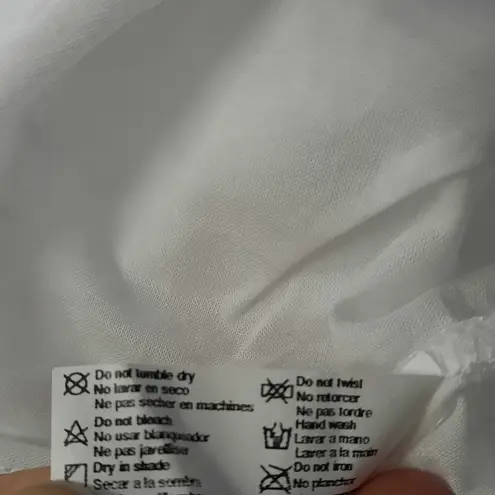 Do not tumble dry
No lavar en seco
Ne pas secher en machines
Do not bleach
No usar blanqueador
Ne pas javellise
Dry in shade
Secar a la sombra
Do not twist
No retorcer
Ne pas tordre
Hand wash
Lavar a mano
Laver a la main
Do not iron
No planchar